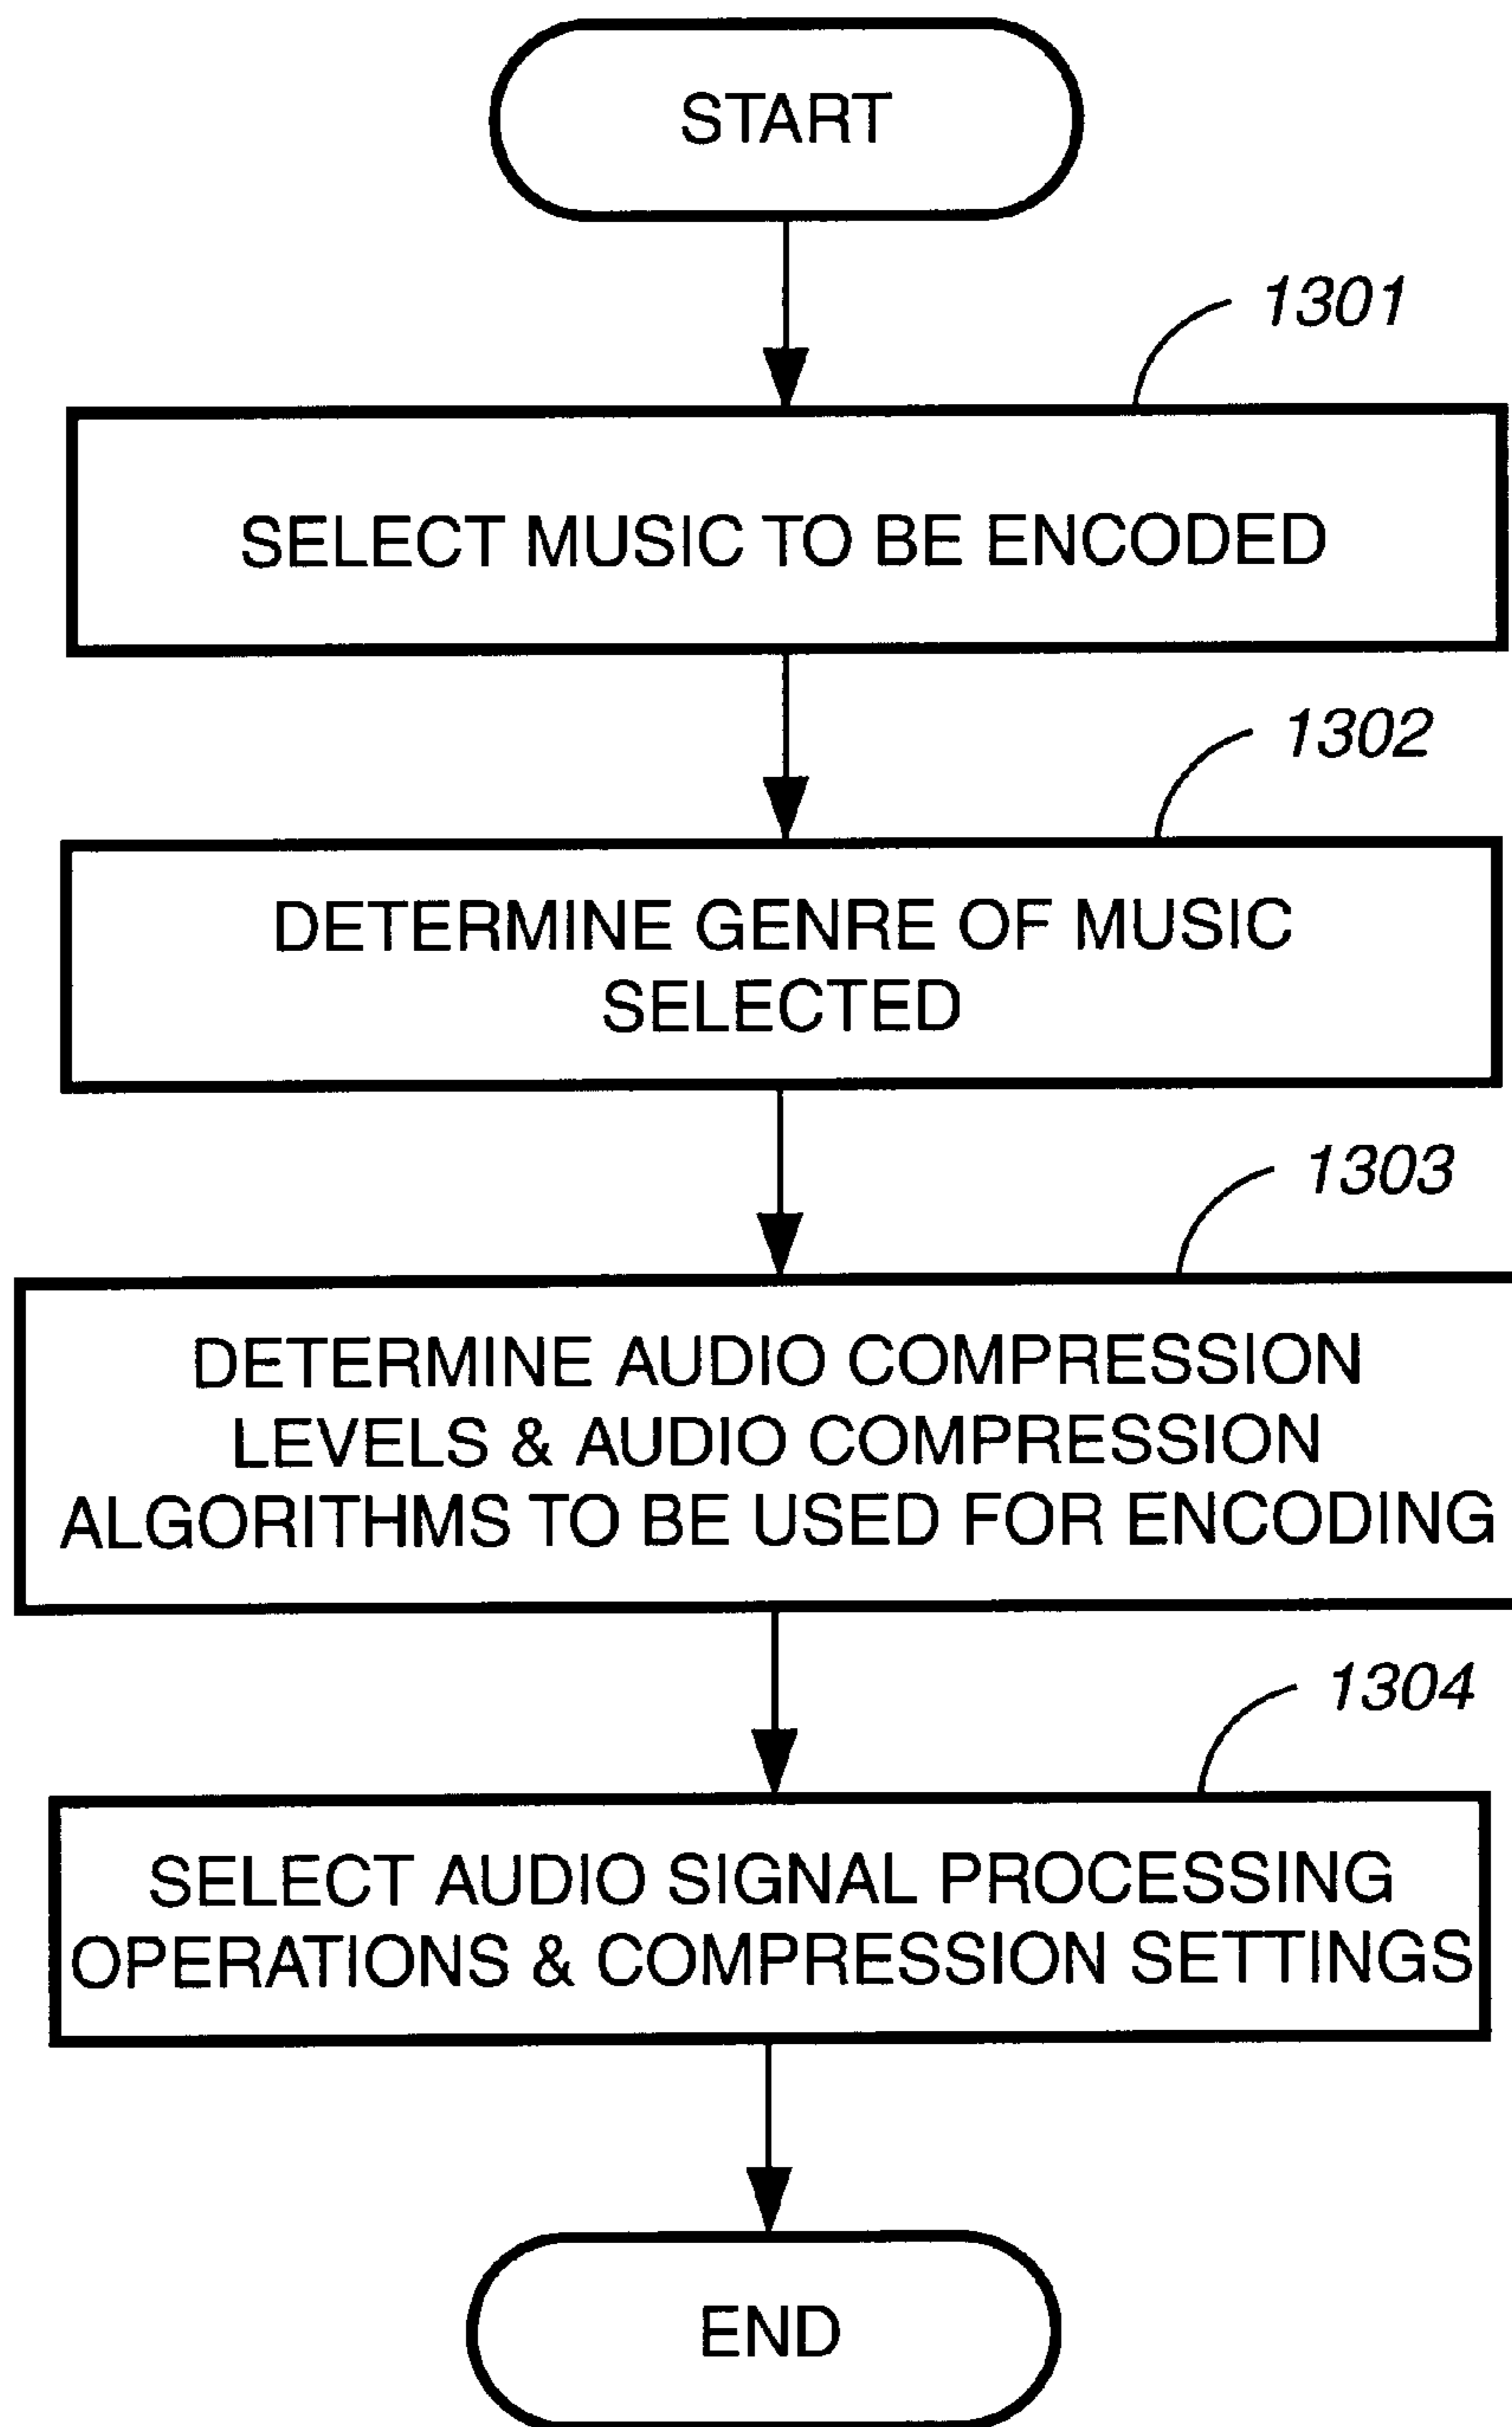 START
1301
SELECT MUSIC TO BE ENCODED
1302
DETERMINE GENRE OF MUSIC
SELECTED
1303
DETERMINE AUDIO COMPRESSION
LEVELS & AUDIO COMPRESSION
ALGORITHMS TO BE USED FOR ENCODING
1304
SELECT AUDIO SIGNAL PROCESSING
OPERATIONS & COMPRESSION SETTINGS
END